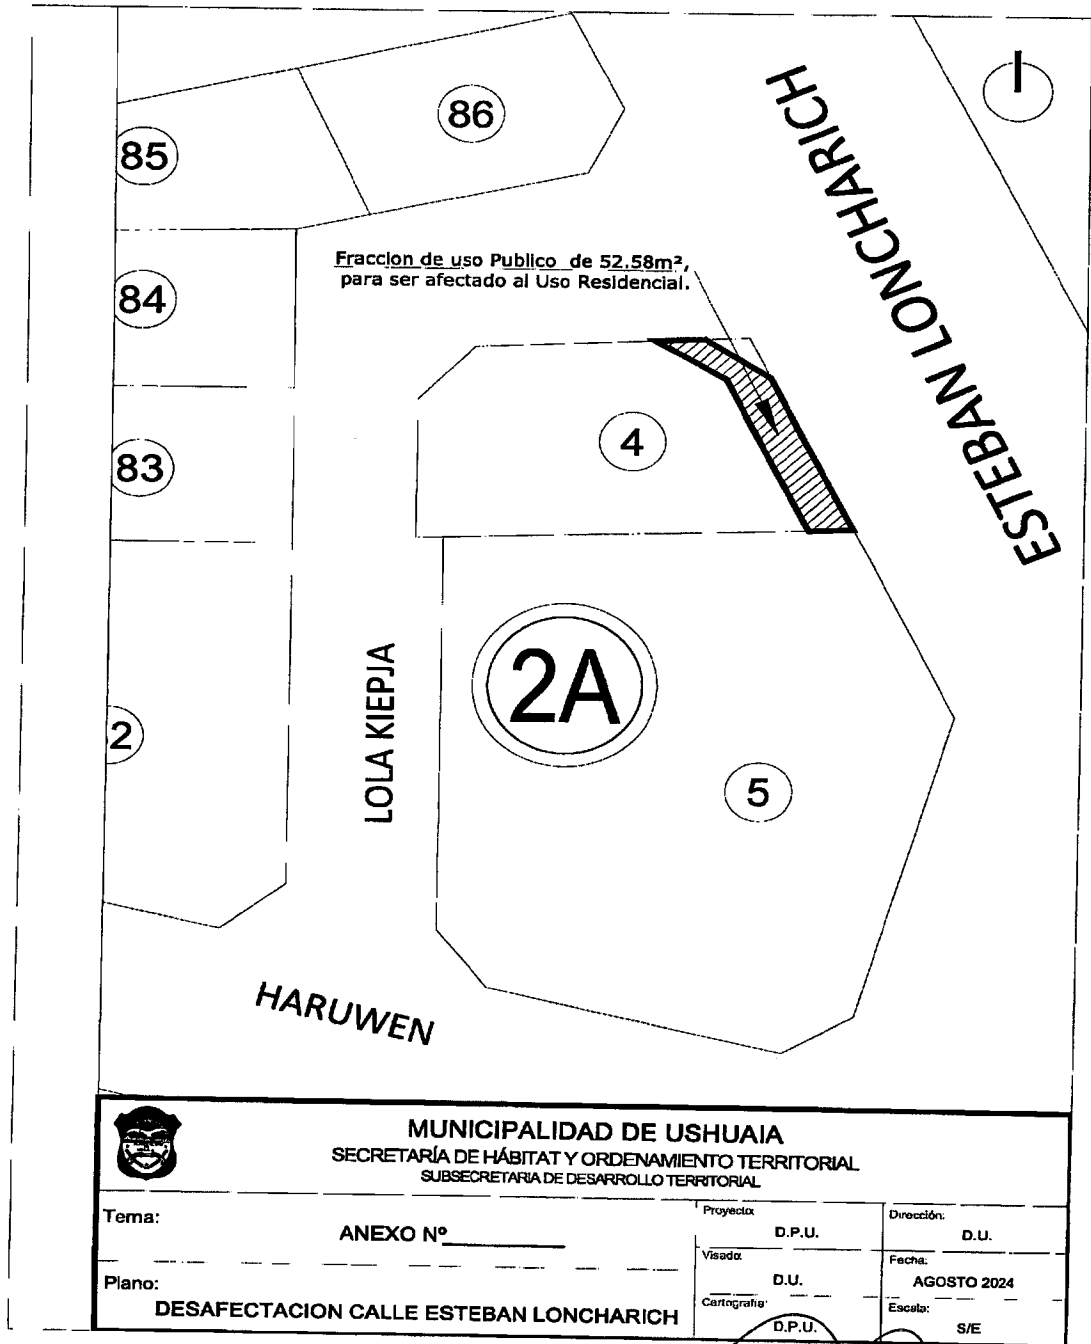 86
85
ESTEBAN LONCHARICH
Fraccion de uso Publico de 52.58m²,
para ser afectado al Uso Residencial.
84
4
83
LOLA KIEPJA
2A
2
5
HARUWEN
MUNICIPALIDAD DE USHUAIA
SECRETARÍA DE HÁBITAT Y ORDENAMIENTO TERRITORIAL
SUBSECRETARIA DE DESARROLLO TERRITORIAL
Tema:
ANEXO Nº__________
Proyecto:
D.P.U.
Dirección:
D.U.
Visado:
D.U.
Fecha:
AGOSTO 2024
Plano:
DESAFECTACION CALLE ESTEBAN LONCHARICH
Cartografia:
D.P.U.
Escala:
S/E